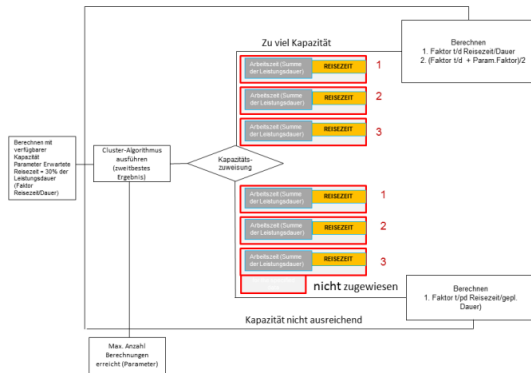 Zu viel Kapazität
Berechnen
1. Faktor t/d Reisezeit/Dauer
2. (Faktor t/d + Param.Faktor)/2
Arbeitszeit (Summe
der Leistungsdauer)
REISEZEIT
1
Arbeitszeit (Summe
der Leistungsdauer)
REISEZEIT
2
Arbeitszeit (Summe
der Leistungsdauer)
REISEZEIT
3
Berechnen mit
verfügbarer
Kapazität
Parameter Erwartete
Reisezeit = 30% der
Leistungsdauer
(Faktor
Reisezeit/Dauer)
Cluster-Algorithmus
ausführen
(zweitbestes
Ergebnis)
Kapazitäts-
zuweisung
Arbeitszeit (Summe
der Leistungsdauer)
REISEZEIT
1
Arbeitszeit (Summe
der Leistungsdauer)
REISEZEIT
2
Arbeitszeit (Summe
der Leistungsdauer)
REISEZEIT
3
nicht zugewiesen
Berechnen
1. Faktor t/pd Reisezeit/gepl.
Dauer)
Kapazität nicht ausreichend
Max. Anzahl
Berechnungen
erreicht (Parameter)